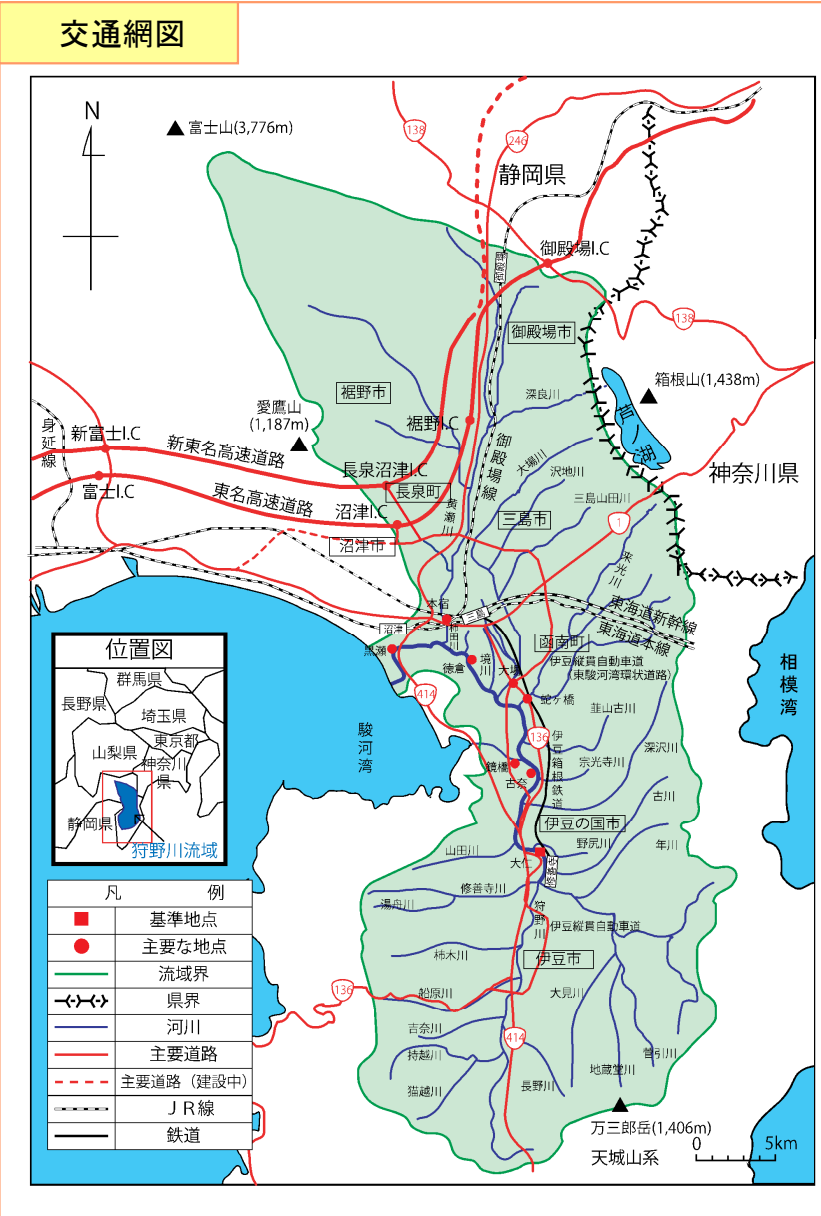 交通網図
N
富士山(3,776m)
138
246
静岡県
御殿場I.C
御殿場
御殿場市
138
箱根山(1,438m)
芦ノ湖
裾野市
深良川
愛鷹山
(1,187m)
裾野I.C
身延線
新富士I.C
新東名高速道路
長泉沼津I.C
御殿場線
大場川
沢地川
神奈川県
富士I.C
東名高速道路
長泉町
黄瀬川
三島山田川
沼津I.C
三島市
1
沼津市
来光川
本宿
三島
東海道新幹線
東海道本線
沼津
柿田川
函南町
黒瀬
徳倉
境川
大場
伊豆縦貫自動車道
(東駿河湾環状道路)
相模湾
414
蛇ヶ橋
韮山古川
駿河湾
136
伊豆箱根鉄道
深沢川
鏡橋
宗光寺川
古奈
古川
伊豆の国市
山田川
大仁
野尻川
年川
修善寺
修善寺川
湯舟川
狩野川
伊豆縦貫自動車道
柿木川
伊豆市
136
船原川
大見川
吉奈川
414
持越川
菅引川
地蔵堂川
猫越川
長野川
万三郎岳(1,406m)
天城山系
0
5km
位置図
群馬県
長野県
埼玉県
東京都
山梨県
神奈川県
静岡県
狩野川流域
凡 例
基準地点
主要な地点
流域界
県界
河川
主要道路
主要道路（建設中）
ＪＲ線
鉄道